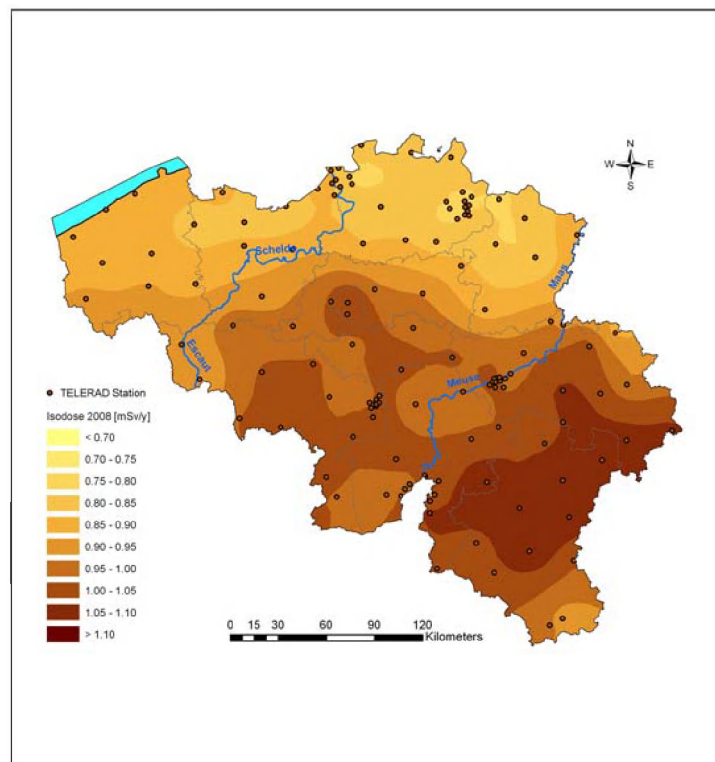 N
W E
S
Schelde
Maas
Escaut
Meuse
TELERAD Station
Isodose 2008 [mSv/y]
< 0.70
0.70 - 0.75
0.75 - 0.80
0.80 - 0.85
0.85 - 0.90
0.90 - 0.95
0.95 - 1.00
1.00 - 1.05
1.05 - 1.10
> 1.10
0 15 30 60 90 120
Kilometers